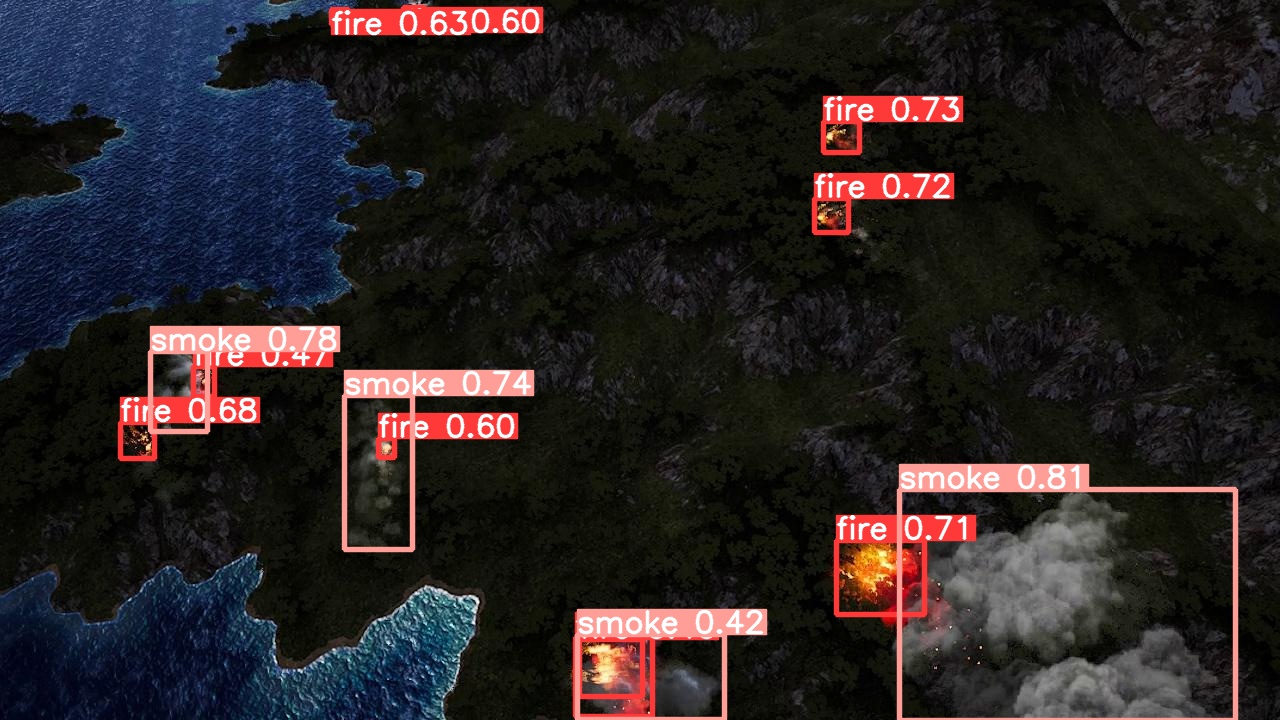 fire 0.630.60
fire 0.73
fire 0.72
smoke 0.78
fire 0.47
smoke 0.74
fire 0.68
fire 0.60
smoke 0.81
fire 0.71
smoke 0.42